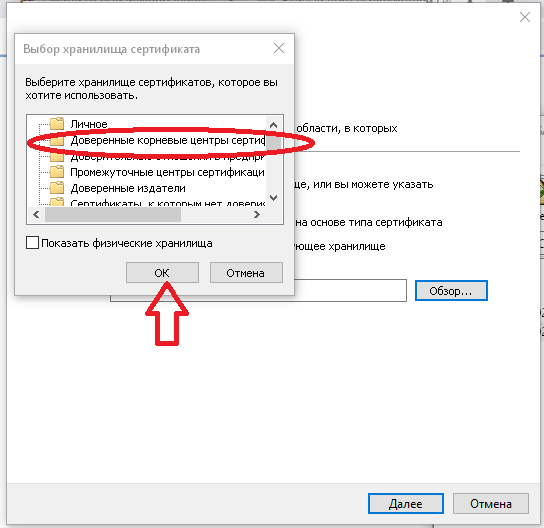 Выбор хранилища сертификата
Выберите хранилище сертификатов, которое вы
хотите использовать.
Личное
Доверенные корневые центры сертиф
Доверительные отношения в предпри
Промежуточные центры сертификаци
Доверенные издатели
Сертификаты, к которым нет довери
Показать физические хранилища
ОК
Отмена
области, в которых
ще, или вы можете указать
на основе типа сертификата
ующее хранилище
Обзор...
Далее
Отмена